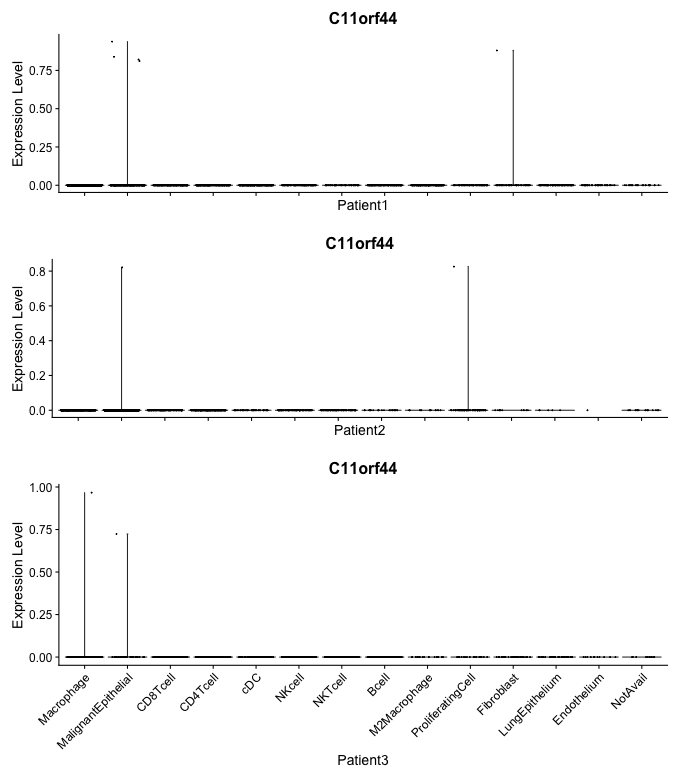 C11orf44
Expression Level
0.75
0.50
0.25
0.00
Patient1
C11orf44
Expression Level
0.8
0.6
0.4
0.2
0.0
Patient2
C11orf44
Expression Level
1.00
0.75
0.50
0.25
0.00
Macrophage
MalignantEpithelial
CD8Tcell
CD4Tcell
cDC
NKcell
NKTcell
Bcell
M2Macrophage
ProliferatingCell
Fibroblast
LungEpithelium
Endothelium
NotAvail
Patient3